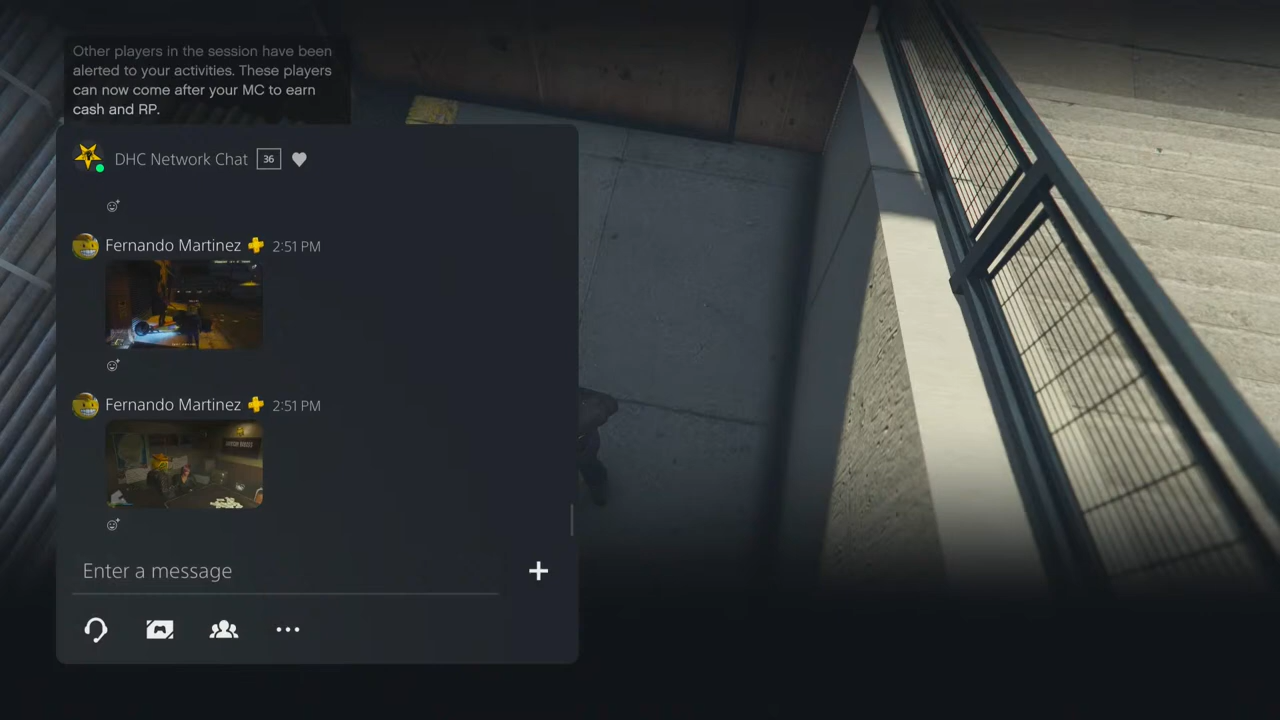 Other players in the session have been
alerted to your activities. These players
can now come after your MC to earn
cash and RP.
DHC Network Chat 36
Fernando Martinez 2:51 PM
Fernando Martinez 2:51 PM
Enter a message